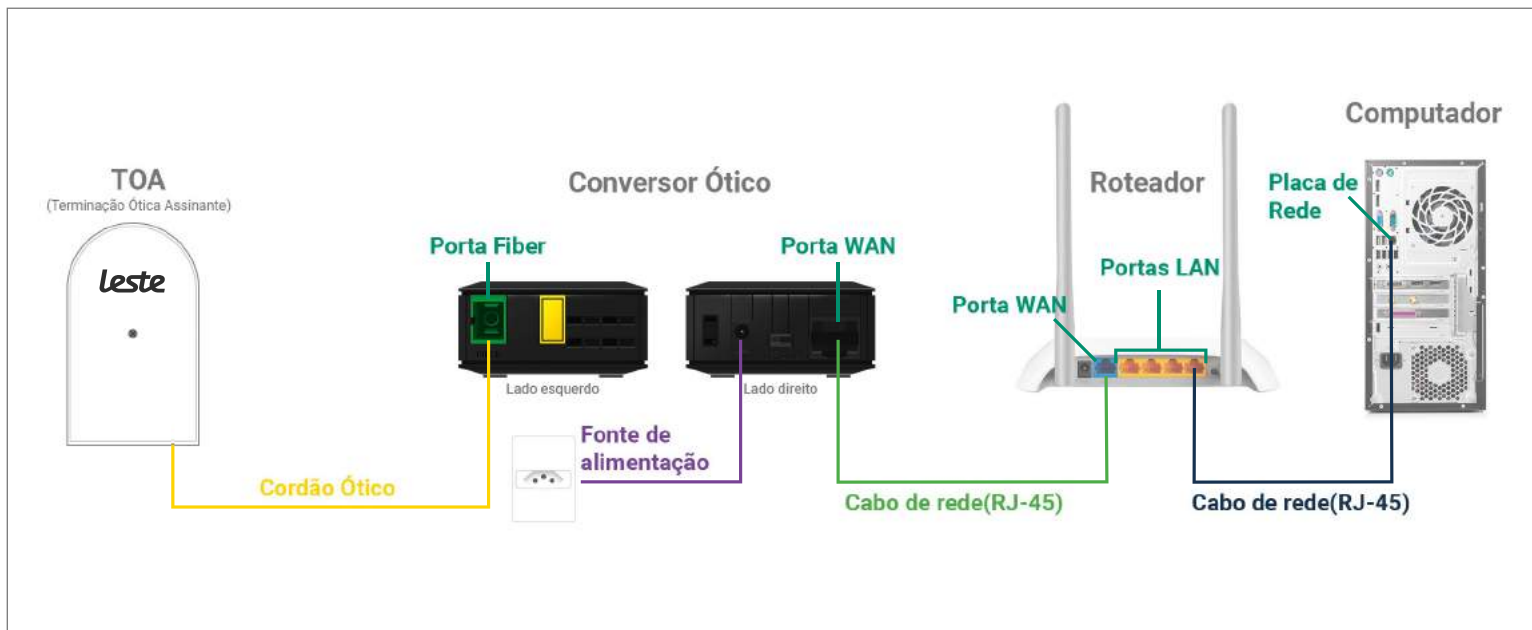 TOA
(Terminação Ótica Assinante)
leste
Conversor Ótico
Porta Fiber
Porta WAN
Lado esquerdo
Lado direito
Fonte de
alimentação
Cordão Ótico
Cabo de rede(RJ-45)
Roteador
Porta WAN
Portas LAN
Cabo de rede(RJ-45)
Computador
Placa de
Rede